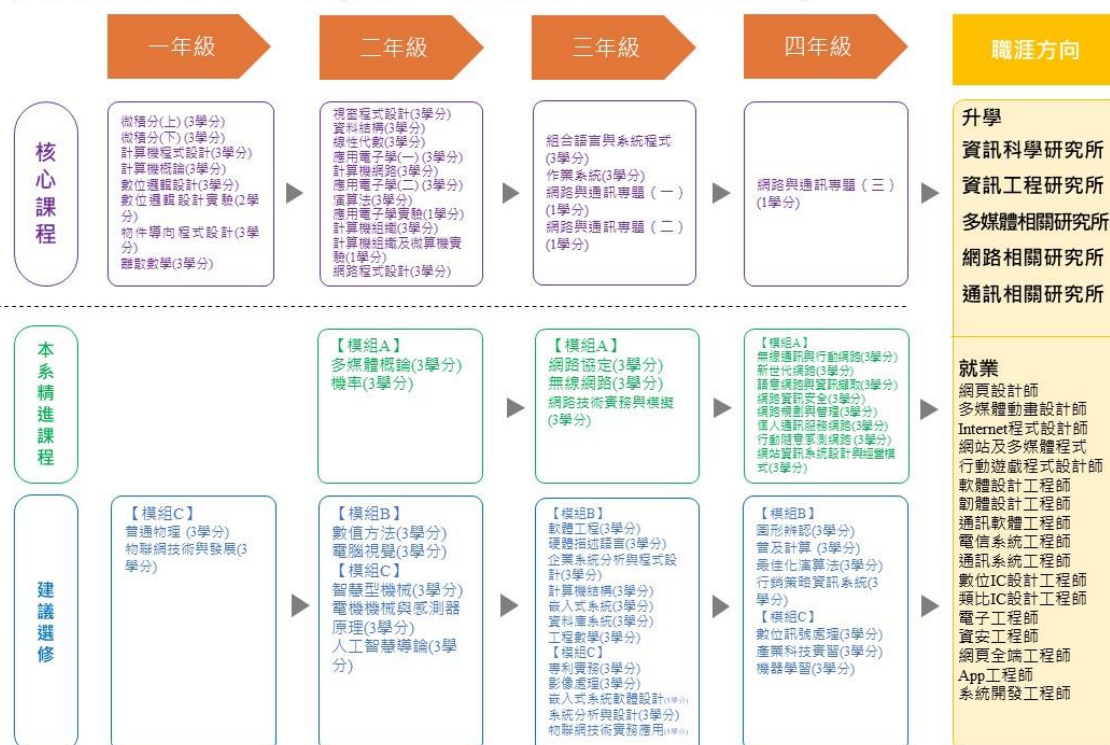 一年級
二年級
三年級
四年級
職涯方向
核
心
課
程
微積分(上) (3學分)
微積分(下) (3學分)
計算機程式設計(3學分)
計算機概論(3學分)
數位邏輯設計(3學分)
數位邏輯設計實驗(2學
分)
物件導向程式設計(3學
分)
離散數學(3學分)
視窗程式設計(3學分)
資料結構(3學分)
線性代數(3學分)
應用電子學(一) (3學分)
計算機網路(3學分)
應用電子學(二) (3學分)
演算法(3學分)
應用電子學實驗(1學分)
計算機組織(3學分)
計算機組織及微算機實
驗(1學分)
網路程式設計(3學分)
組合語言與系統程式
(3學分)
作業系統(3學分)
網路與通訊專題（一）
(1學分)
網路與通訊專題（二）
(1學分)
網路與通訊專題（三）
(1學分)
升學
資訊科學研究所
資訊工程研究所
多媒體相關研究所
網路相關研究所
通訊相關研究所
本
系
精
進
課
程
【模組A】
多媒體概論(3學分)
機率(3學分)
【模組A】
網路協定(3學分)
無線網路(3學分)
網路技術實務與模擬
(3學分)
【模組A】
無線通訊與行動網路(3學分)
新世代網路(3學分)
語意網路與資訊擷取(3學分)
網路資訊安全(3學分)
網路規劃與管理(3學分)
個人通訊服務網路(3學分)
行動隨意感測網路 (3學分)
網站資訊系統設計與經營模
式(3學分)
就業
網頁設計師
多媒體動畫設計師
Internet程式設計師
網站及多媒體程式
行動遊戲程式設計師
軟體設計工程師
韌體設計工程師
通訊軟體工程師
電信系統工程師
通訊系統工程師
數位IC設計工程師
類比IC設計工程師
電子工程師
資安工程師
網頁全端工程師
App工程師
系統開發工程師
建
議
選
修
【模組C】
普通物理 (3學分)
物聯網技術與發展(3
學分)
【模組B】
數值方法(3學分)
電腦視覺(3學分)
【模組C】
智慧型機械(3學分)
電機機械與感測器
原理(3學分)
人工智慧導論(3學
分)
【模組B】
軟體工程(3學分)
硬體描述語言(3學分)
企業系統分析與程式設
計(3學分)
計算機結構(3學分)
嵌入式系統(3學分)
資料庫系統(3學分)
工程數學(3學分)
【模組C】
專利實務(3學分)
影像處理(3學分)
嵌入式系統軟體設計(3學分)
系統分析與設計(3學分)
物聯網技術實務應用(3學分)
【模組B】
圖形辨認(3學分)
普及計算 (3學分)
最佳化演算法(3學分)
行銷策略資訊系統(3
學分)
【模組C】
數位訊號處理(3學分)
產業科技實習(3學分)
機器學習(3學分)